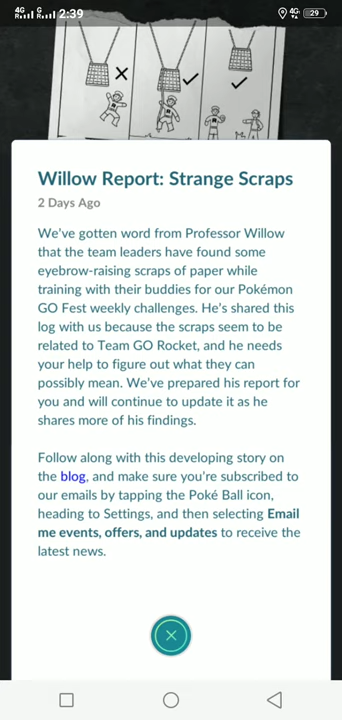 4G R G R 2:39 4G 29
Willow Report: Strange Scraps
2 Days Ago
We've gotten word from Professor Willow
that the team leaders have found some
eyebrow-raising scraps of paper while
training with their buddies for our Pokémon
GO Fest weekly challenges. He's shared this
log with us because the scraps seem to be
related to Team GO Rocket, and he needs
your help to figure out what they can
possibly mean. We've prepared his report for
you and will continue to update it as he
shares more of his findings.
Follow along with this developing story on
the blog, and make sure you're subscribed to
our emails by tapping the Poké Ball icon,
heading to Settings, and then selecting Email
me events, offers, and updates to receive the
latest news.